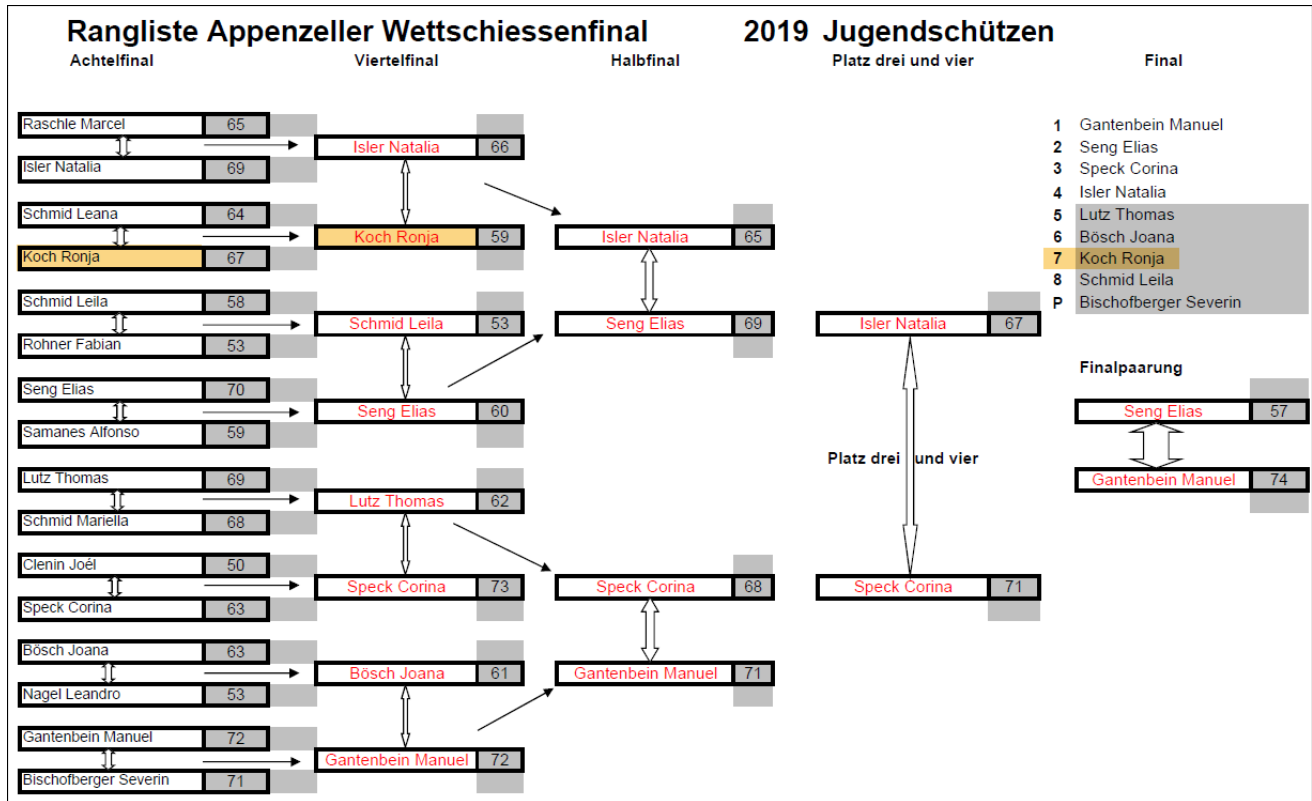 Rangliste Appenzeller Wettschiessenfinal 2019 Jugendschützen
Achtelfinal Viertelfinal Halbfinal Platz drei und vier Final
Raschle Marcel 65
Isler Natalia 69
Schmid Leana 64
Koch Ronja 67
Schmid Leila 58
Rohner Fabian 53
Seng Elias 70
Samanes Alfonso 59
Lutz Thomas 69
Schmid Mariella 68
Clenin Joél 50
Speck Corina 63
Bösch Joana 63
Nagel Leandro 53
Gantenbein Manuel 72
Bischofberger Severin 71
Isler Natalia 66
Koch Ronja 59
Schmid Leila 53
Seng Elias 60
Lutz Thomas 62
Speck Corina 73
Bösch Joana 61
Gantenbein Manuel 72
Isler Natalia 65
Seng Elias 69
Speck Corina 68
Gantenbein Manuel 71
Isler Natalia 67
Platz drei und vier
Speck Corina 71
1 Gantenbein Manuel
2 Seng Elias
3 Speck Corina
4 Isler Natalia
5 Lutz Thomas
6 Bösch Joana
7 Koch Ronja
8 Schmid Leila
P Bischofberger Severin
Finalpaarung
Seng Elias 57
Gantenbein Manuel 74